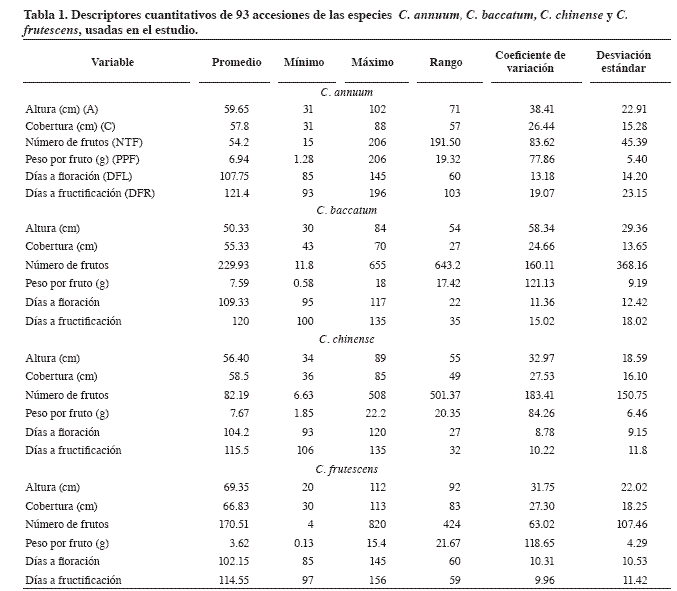 Tabla 1. Descriptores cuantitativos de 93 accesiones de las especies C. annuum, C. baccatum, C. chinense y C.
frutescens, usadas en el estudio.
Variable Promedio Mínimo Máximo Rango Coeficiente de variación Desviación estándar
C. annuum
Altura (cm) (A) 59.65 31 102 71 38.41 22.91
Cobertura (cm) (C) 57.8 31 88 57 26.44 15.28
Número de frutos (NTF) 54.2 15 206 191.50 83.62 45.39
Peso por fruto (g) (PPF) 6.94 1.28 206 19.32 77.86 5.40
Días a floración (DFL) 107.75 85 145 60 13.18 14.20
Días a fructificación (DFR) 121.4 93 196 103 19.07 23.15
C. baccatum
Altura (cm) 50.33 30 84 54 58.34 29.36
Cobertura (cm) 55.33 43 70 27 24.66 13.65
Número de frutos 229.93 11.8 655 643.2 160.11 368.16
Peso por fruto (g) 7.59 0.58 18 17.42 121.13 9.19
Días a floración 109.33 95 117 22 11.36 12.42
Días a fructificación 120 100 135 35 15.02 18.02
C. chinense
Altura (cm) 56.40 34 89 55 32.97 18.59
Cobertura (cm) 58.5 36 85 49 27.53 16.10
Número de frutos 82.19 6.63 508 501.37 183.41 150.75
Peso por fruto (g) 7.67 1.85 22.2 20.35 84.26 6.46
Días a floración 104.2 93 120 27 8.78 9.15
Días a fructificación 115.5 106 135 32 10.22 11.8
C. frutescens
Altura (cm) 69.35 20 112 92 31.75 22.02
Cobertura (cm) 66.83 30 113 83 27.30 18.25
Número de frutos 170.51 4 820 424 63.02 107.46
Peso por fruto (g) 3.62 0.13 15.4 21.67 118.65 4.29
Días a floración 102.15 85 145 60 10.31 10.53
Días a fructificación 114.55 97 156 59 9.96 11.42